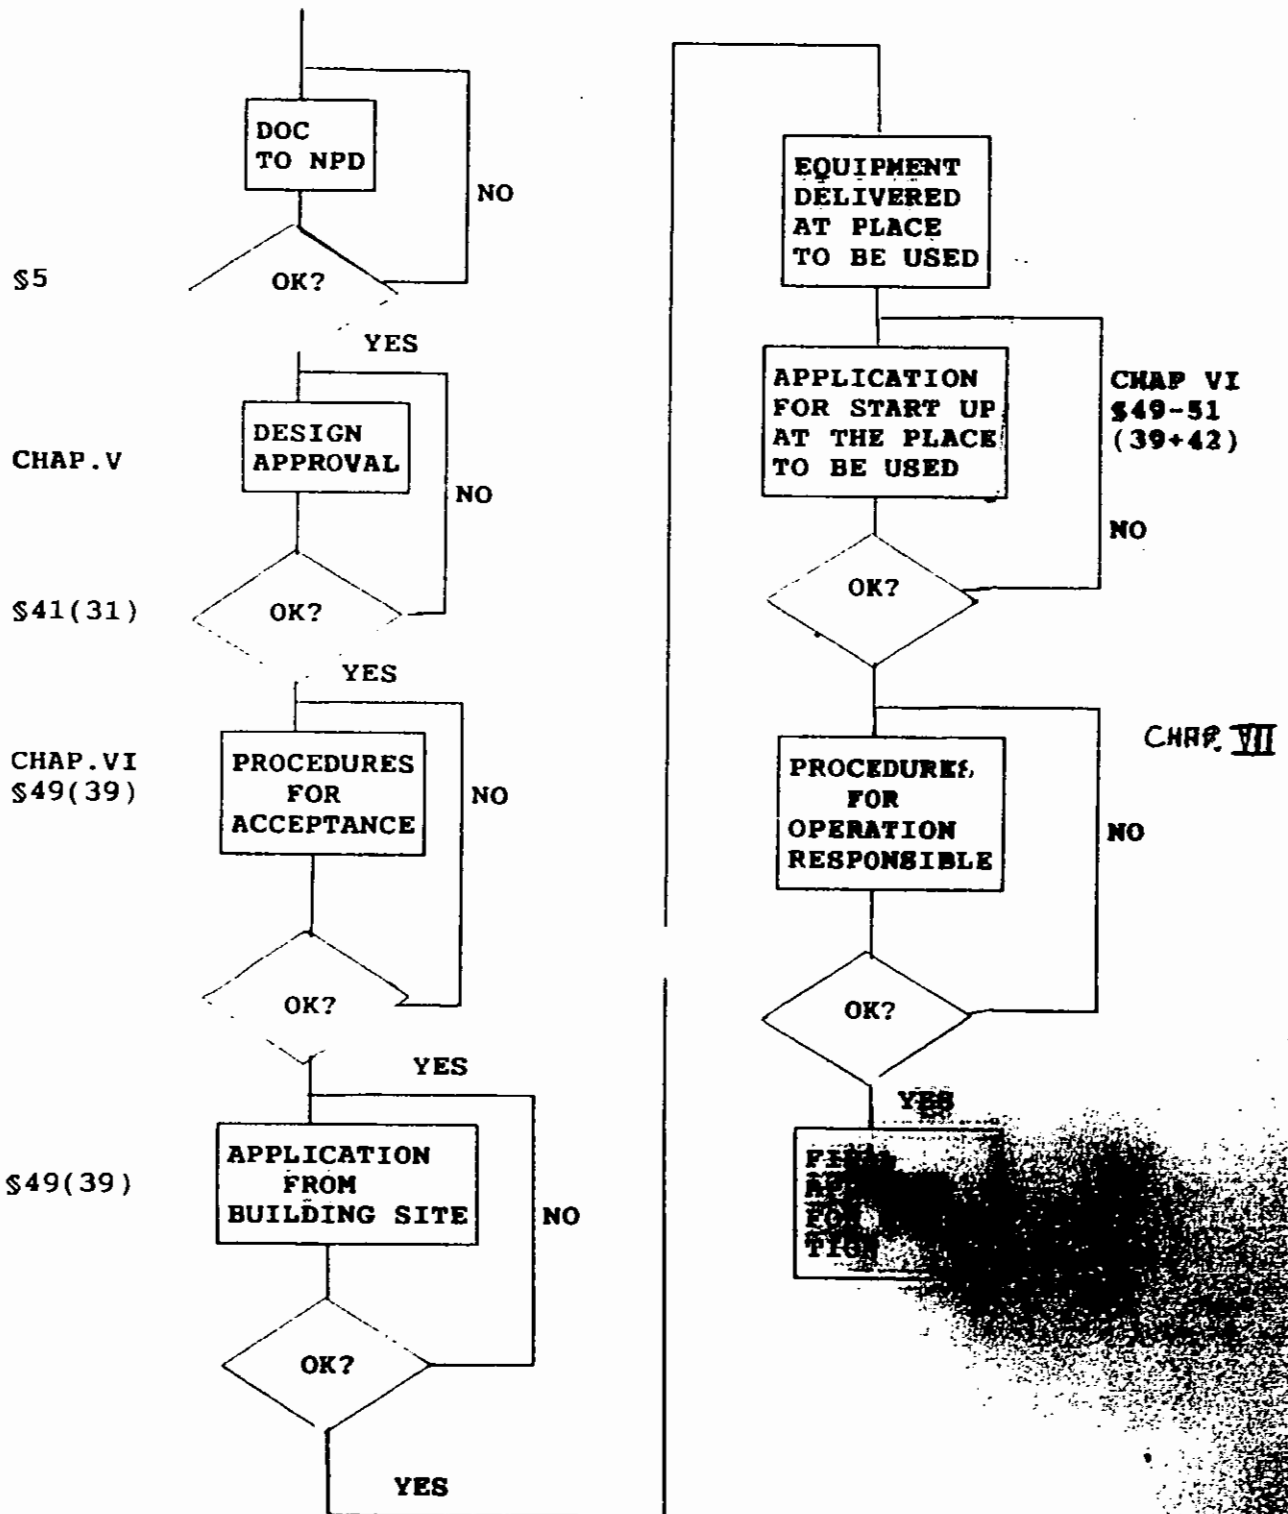 DOC
TO NPD
NO
§5
OK?
YES
DESIGN
APPROVAL
CHAP.V
NO
§41(31)
OK?
YES
CHAP.VI
§49(39)
PROCEDURES
FOR
ACCEPTANCE
NO
OK?
YES
§49(39)
APPLICATION
FROM
BUILDING SITE
NO
OK?
YES
EQUIPMENT
DELIVERED
AT PLACE
TO BE USED
APPLICATION
FOR START UP
AT THE PLACE
TO BE USED
CHAP VI
§49-51
(39+42)
NO
OK?
CHAP. VII
PROCEDURES
FOR
OPERATION
RESPONSIBLE
NO
OK?
YES